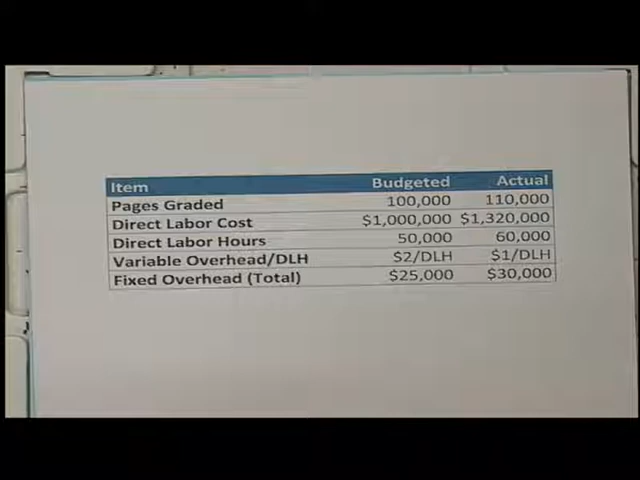 Item Budgeted Actual
Pages Graded 100,000 110,000
Direct Labor Cost $1,000,000 $1,320,000
Direct Labor Hours 50,000 60,000
Variable Overhead/DLH $2/DLH $1/DLH
Fixed Overhead (Total) $25,000 $30,000